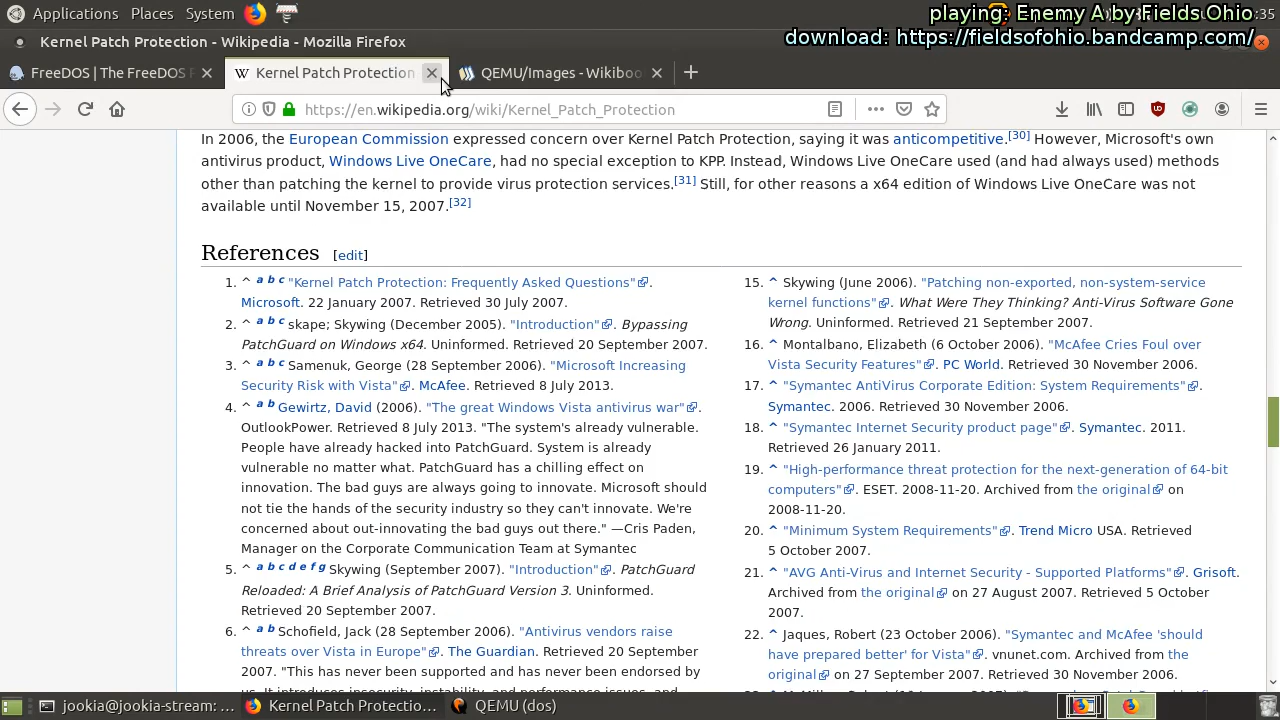 Applications Places System
playing: Enemy A by Fields Ohio
:35
Kernel Patch Protection - Wikipedia - Mozilla Firefox
download: https://fieldsofohio.bandcamp.com/
FreeDOS | The FreeDOS
Kernel Patch Protection
QEMU/Images - Wikiboo
https://en.wikipedia.org/wiki/Kernel_Patch_Protection
In 2006, the European Commission expressed concern over Kernel Patch Protection, saying it was anticompetitive.[30] However, Microsoft's own
antivirus product, Windows Live OneCare, had no special exception to KPP. Instead, Windows Live OneCare used (and had always used) methods
other than patching the kernel to provide virus protection services.[31] Still, for other reasons a x64 edition of Windows Live OneCare was not
available until November 15, 2007.[32]
References [edit]
1. ^ a b c "Kernel Patch Protection: Frequently Asked Questions".
Microsoft. 22 January 2007. Retrieved 30 July 2007.
2. ^ a b c skape; Skywing (December 2005). "Introduction". Bypassing
PatchGuard on Windows x64. Uninformed. Retrieved 20 September 2007.
3. ^ a b c Samenuk, George (28 September 2006). "Microsoft Increasing
Security Risk with Vista". McAfee. Retrieved 8 July 2013.
4. ^ a b Gewirtz, David (2006). "The great Windows Vista antivirus war".
OutlookPower. Retrieved 8 July 2013. "The system's already vulnerable.
People have already hacked into PatchGuard. System is already
vulnerable no matter what. PatchGuard has a chilling effect on
innovation. The bad guys are always going to innovate. Microsoft should
not tie the hands of the security industry so they can't innovate. We're
concerned about out-innovating the bad guys out there." —Cris Paden,
Manager on the Corporate Communication Team at Symantec
5. ^ a b c d e f g Skywing (September 2007). "Introduction". PatchGuard
Reloaded: A Brief Analysis of PatchGuard Version 3. Uninformed.
Retrieved 20 September 2007.
6. ^ a b Schofield, Jack (28 September 2006). "Antivirus vendors raise
threats over Vista in Europe". The Guardian. Retrieved 20 September
2007. "This has never been supported and has never been endorsed by
us. It introduces insecurity, instability, and performance issues, and
15. ^ Skywing (June 2006). "Patching non-exported, non-system-service
kernel functions". What Were They Thinking? Anti-Virus Software Gone
Wrong. Uninformed. Retrieved 21 September 2007.
16. ^ Montalbano, Elizabeth (6 October 2006). "McAfee Cries Foul over
Vista Security Features". PC World. Retrieved 30 November 2006.
17. ^ "Symantec AntiVirus Corporate Edition: System Requirements".
Symantec. 2006. Retrieved 30 November 2006.
18. ^ "Symantec Internet Security product page". Symantec. 2011.
Retrieved 26 January 2011.
19. ^ "High-performance threat protection for the next-generation of 64-bit
computers". ESET. 2008-11-20. Archived from the original on
2008-11-20.
20. ^ "Minimum System Requirements". Trend Micro USA. Retrieved
5 October 2007.
21. ^ "AVG Anti-Virus and Internet Security - Supported Platforms". Grisoft.
Archived from the original on 27 August 2007. Retrieved 5 October
2007.
22. ^ Jaques, Robert (23 October 2006). "Symantec and McAfee 'should
have prepared better' for Vista". vnunet.com. Archived from the
original on 27 September 2007. Retrieved 30 November 2006.
jookia@jookia-stream: ...
Kernel Patch Protectio...
QEMU (dos)